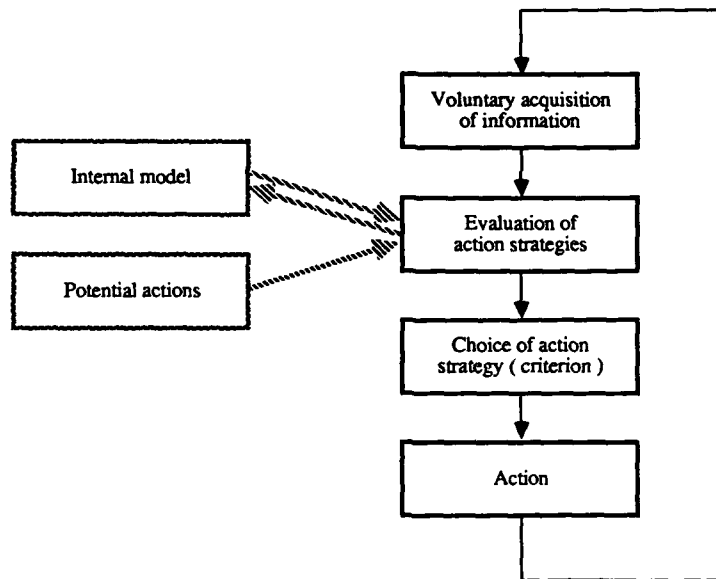 Voluntary acquisition
of information
Internal model
Evaluation of
action strategies
Potential actions
Choice of action
strategy ( criterion )
Action